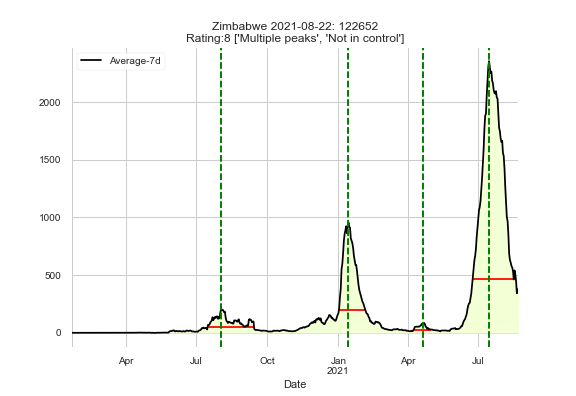 Zimbabwe 2021-08-22: 122652
Rating:8 ['Multiple peaks', 'Not in control']
Average-7d
2000
1500
1000
500
0
Apr
Jul
Oct
Jan
2021
Apr
Jul
Date